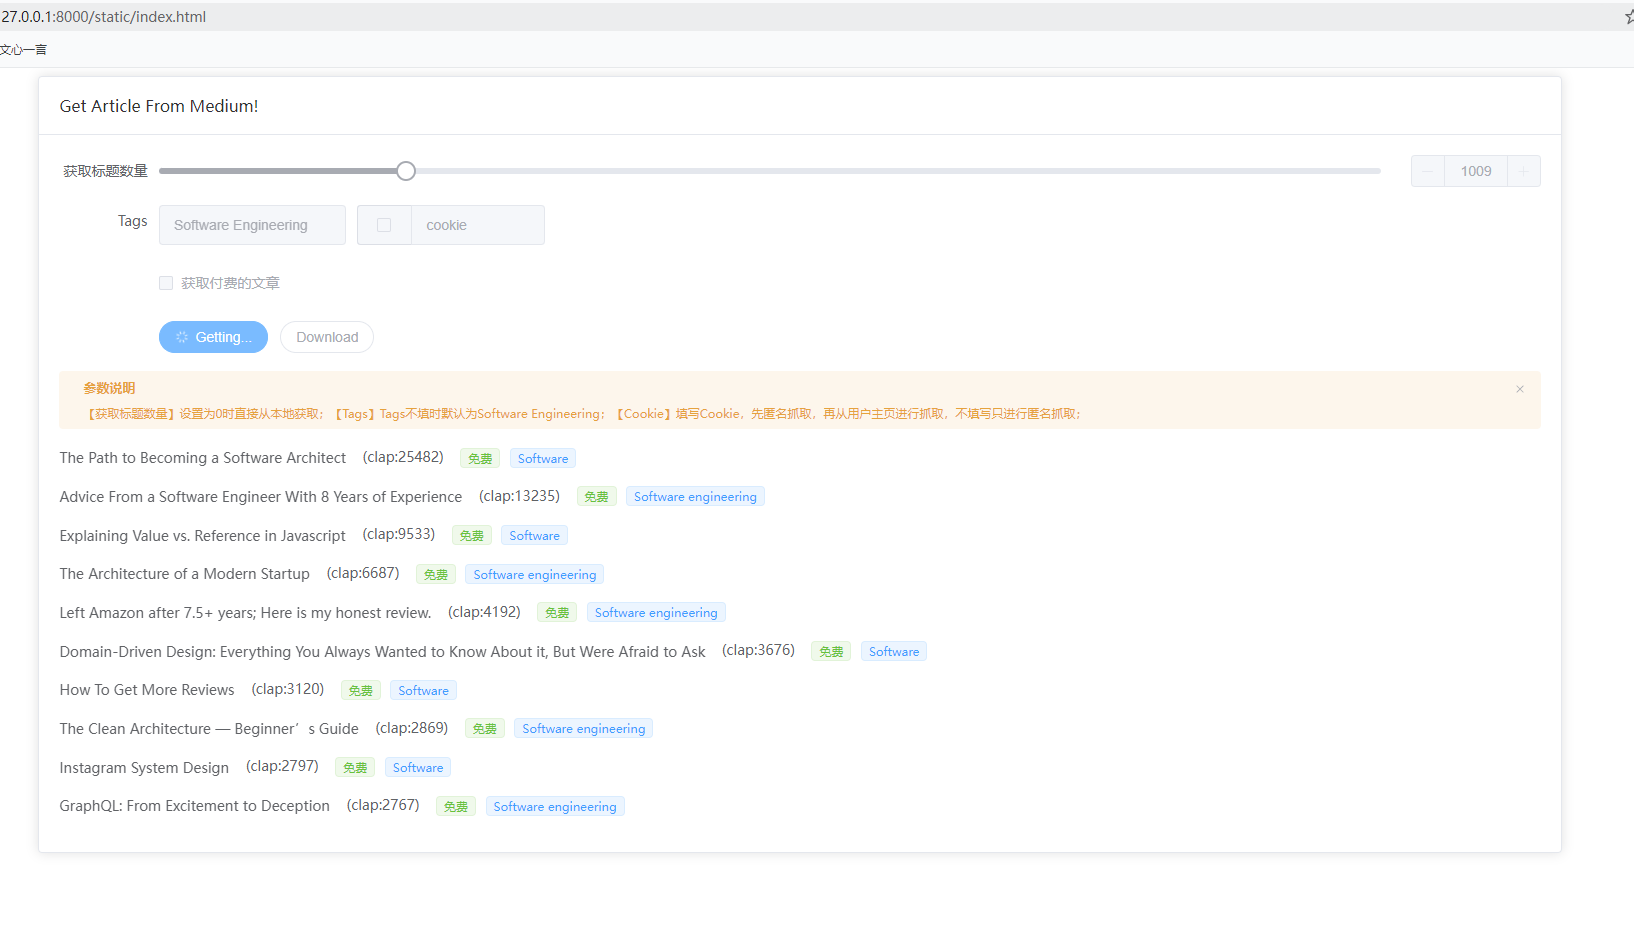 27.0.0.1:8000/static/index.html
文心一言
Get Article From Medium!
获取标题数量 1009
Tags Software Engineering cookie
获取付费的文章
Getting... Download
参数说明
【获取标题数量】设置为0时直接从本地获取；【Tags】Tags不填时默认为Software Engineering；【Cookie】填写Cookie，先匿名抓取，再从用户主页进行抓取，不填写只进行匿名抓取；
The Path to Becoming a Software Architect (clap:25482) 免费 Software
Advice From a Software Engineer With 8 Years of Experience (clap:13235) 免费 Software engineering
Explaining Value vs. Reference in Javascript (clap:9533) 免费 Software
The Architecture of a Modern Startup (clap:6687) 免费 Software engineering
Left Amazon after 7.5+ years; Here is my honest review. (clap:4192) 免费 Software engineering
Domain-Driven Design: Everything You Always Wanted to Know About it, But Were Afraid to Ask (clap:3676) 免费 Software
How To Get More Reviews (clap:3120) 免费 Software
The Clean Architecture — Beginner’s Guide (clap:2869) 免费 Software engineering
Instagram System Design (clap:2797) 免费 Software
GraphQL: From Excitement to Deception (clap:2767) 免费 Software engineering